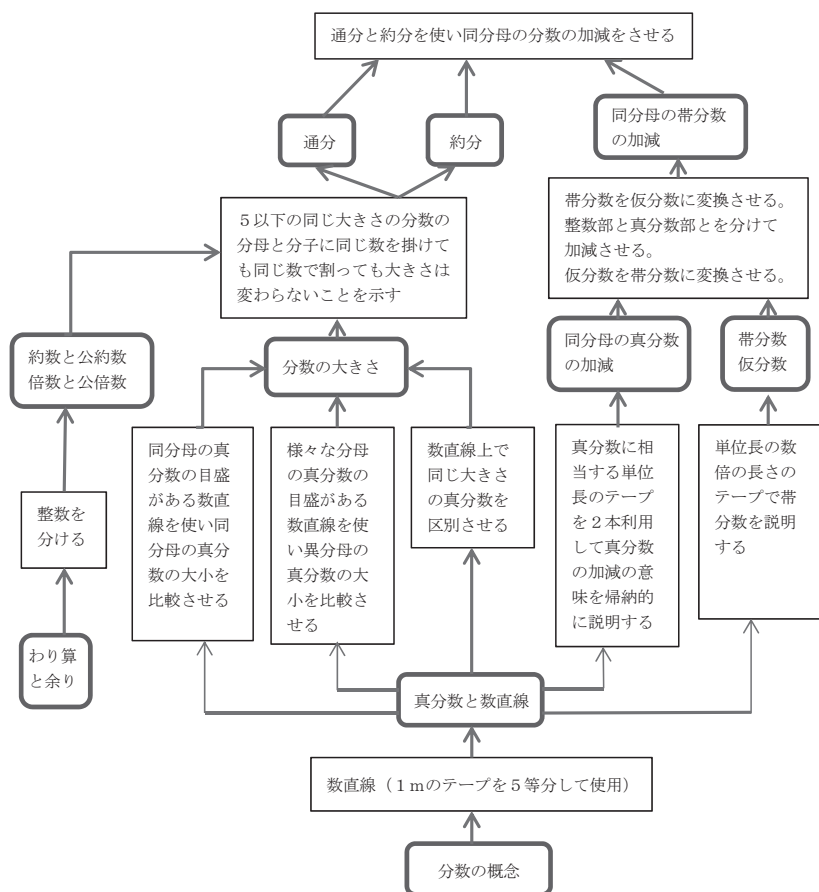 通分と約分を使い同分母の分数の加減をさせる
通分
約分
同分母の帯分数
の加減
5以下の同じ大きさの分数の
分母と分子に同じ数を掛けて
も同じ数で割っても大きさは
変わらないことを示す
帯分数を仮分数に変換させる。
整数部と真分数部とを分けて
加減させる。
仮分数を帯分数に変換させる。
約数と公約数
倍数と公倍数
分数の大きさ
同分母の真分数
の加減
帯分数
仮分数
整数を
分ける
同分母の真
分数の目盛
がある数直
線を使い同
分母の真分
数の大小を
比較させる
様々な分母
の真分数の
目盛がある
数直線を使
い異分母の
真分数の大
小を比較さ
せる
数直線上で
同じ大きさ
の真分数を
区別させる
真分数に相
当する単位
長のテープ
を2本利用
して真分数
の加減の意
味を帰納的
に説明する
単位長の数
倍の長さの
テープで帯
分数を説明
する
わり算
と余り
真分数と数直線
数直線（1mのテープを5等分して使用）
分数の概念